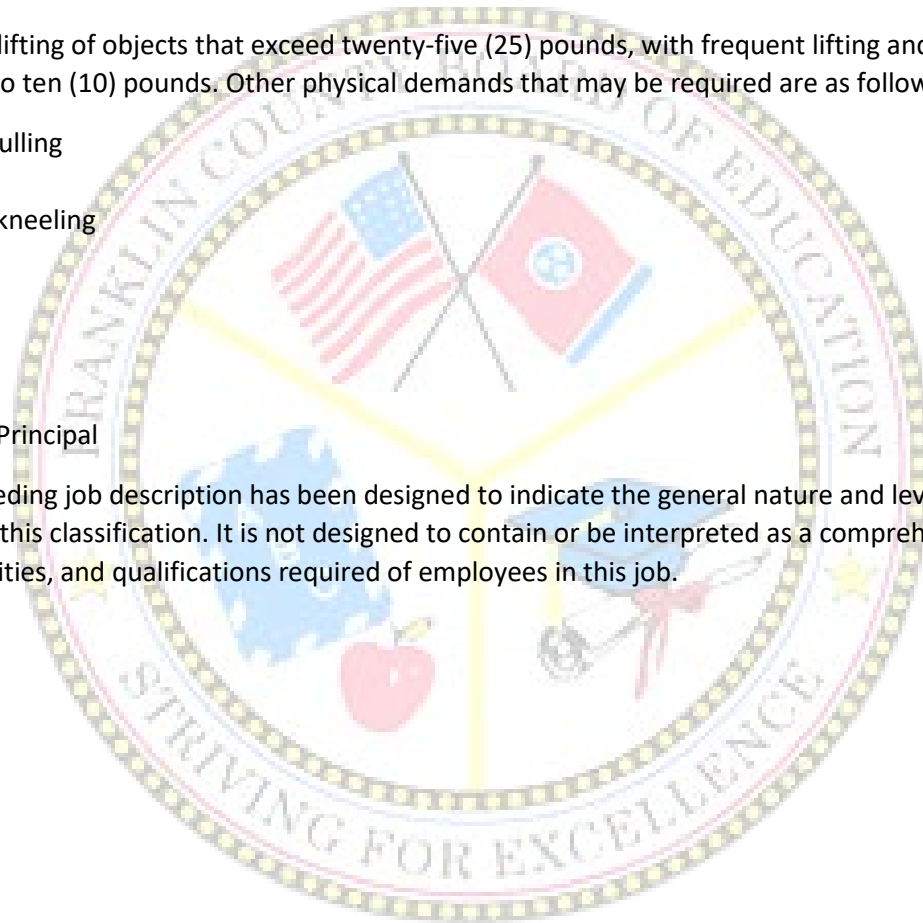 lifting of objects that exceed twenty-five (25) pounds, with frequent lifting and
o ten (10) pounds. Other physical demands that may be required are as follow
ulling
kneeling
Principal
eding job description has been designed to indicate the general nature and lev
this classification. It is not designed to contain or be interpreted as a compreh
ities, and qualifications required of employees in this job.
FRANKLIN COUNTY BOARD OF EDUCATION
STRIVING FOR EXCELLENCE